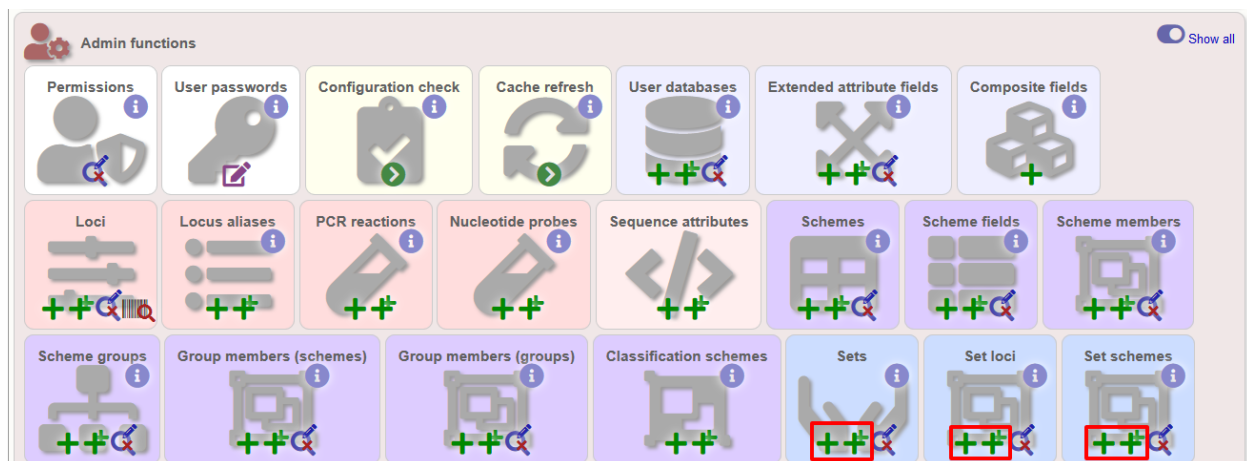 Admin functions
Show all
Permissions
User passwords
Configuration check
Cache refresh
User databases
Extended attribute fields
Composite fields
Loci
Locus aliases
PCR reactions
Nucleotide probes
Sequence attributes
Schemes
Scheme fields
Scheme members
Scheme groups
Group members (schemes)
Group members (groups)
Classification schemes
Sets
Set loci
Set schemes